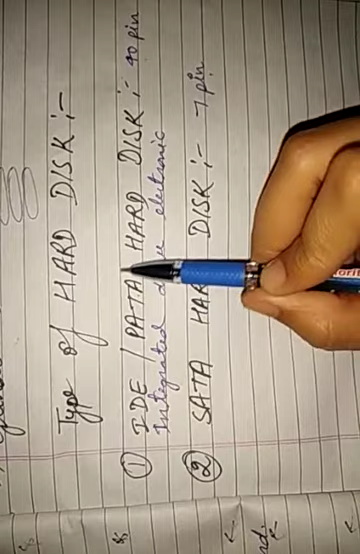 Type of HARD DISK :-
① IDE / PATA HARD DISK :- 40 pin
Integrated electronic
② SATA HAR DISK :- 7 pin